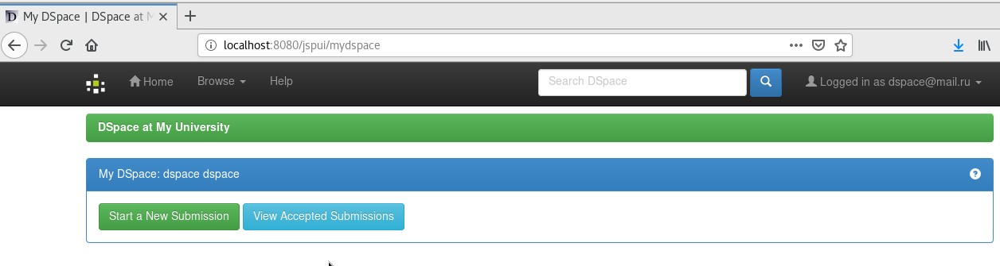 My DSpace | DSpace at M
localhost:8080/jspui/mydspace
Home Browse Help Search DSpace Logged in as dspace@mail.ru
DSpace at My University
My DSpace: dspace dspace
Start a New Submission View Accepted Submissions